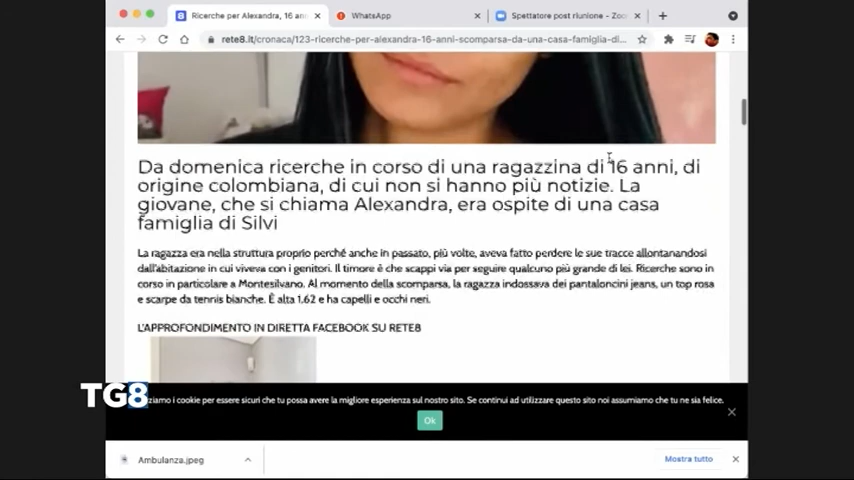 Ricerche per Alexandra, 16 an
WhatsApp
Spettatore post riunione - Zoo
rete8.it/cronaca/123-ricerche-per-alexandra-16-anni-scomparsa-da-una-casa-famiglia-di...
Da domenica ricerche in corso di una ragazzina di 16 anni, di
origine colombiana, di cui non si hanno più notizie. La
giovane, che si chiama Alexandra, era ospite di una casa
famiglia di Silvi
La ragazza era nella struttura proprio perché anche in passato, più volte, aveva fatto perdere le sue tracce allontanandosi
dall'abitazione in cui viveva con i genitori. Il timore è che scappi via per seguire qualcuno più grande di lei. Ricerche sono in
corso in particolare a Montesilvano. Al momento della scomparsa, la ragazza indossava dei pantaloncini jeans, un top rosa
e scarpe da tennis bianche. È alta 1.62 e ha capelli e occhi neri.
L'APPROFONDIMENTO IN DIRETTA FACEBOOK SU RETE8
TG8
ziamo i cookie per essere sicuri che tu possa avere la migliore esperienza sul nostro sito. Se continui ad utilizzare questo sito noi assumiamo che tu ne sia felice.
Ok
Ambulanza.jpeg
Mostra tutto